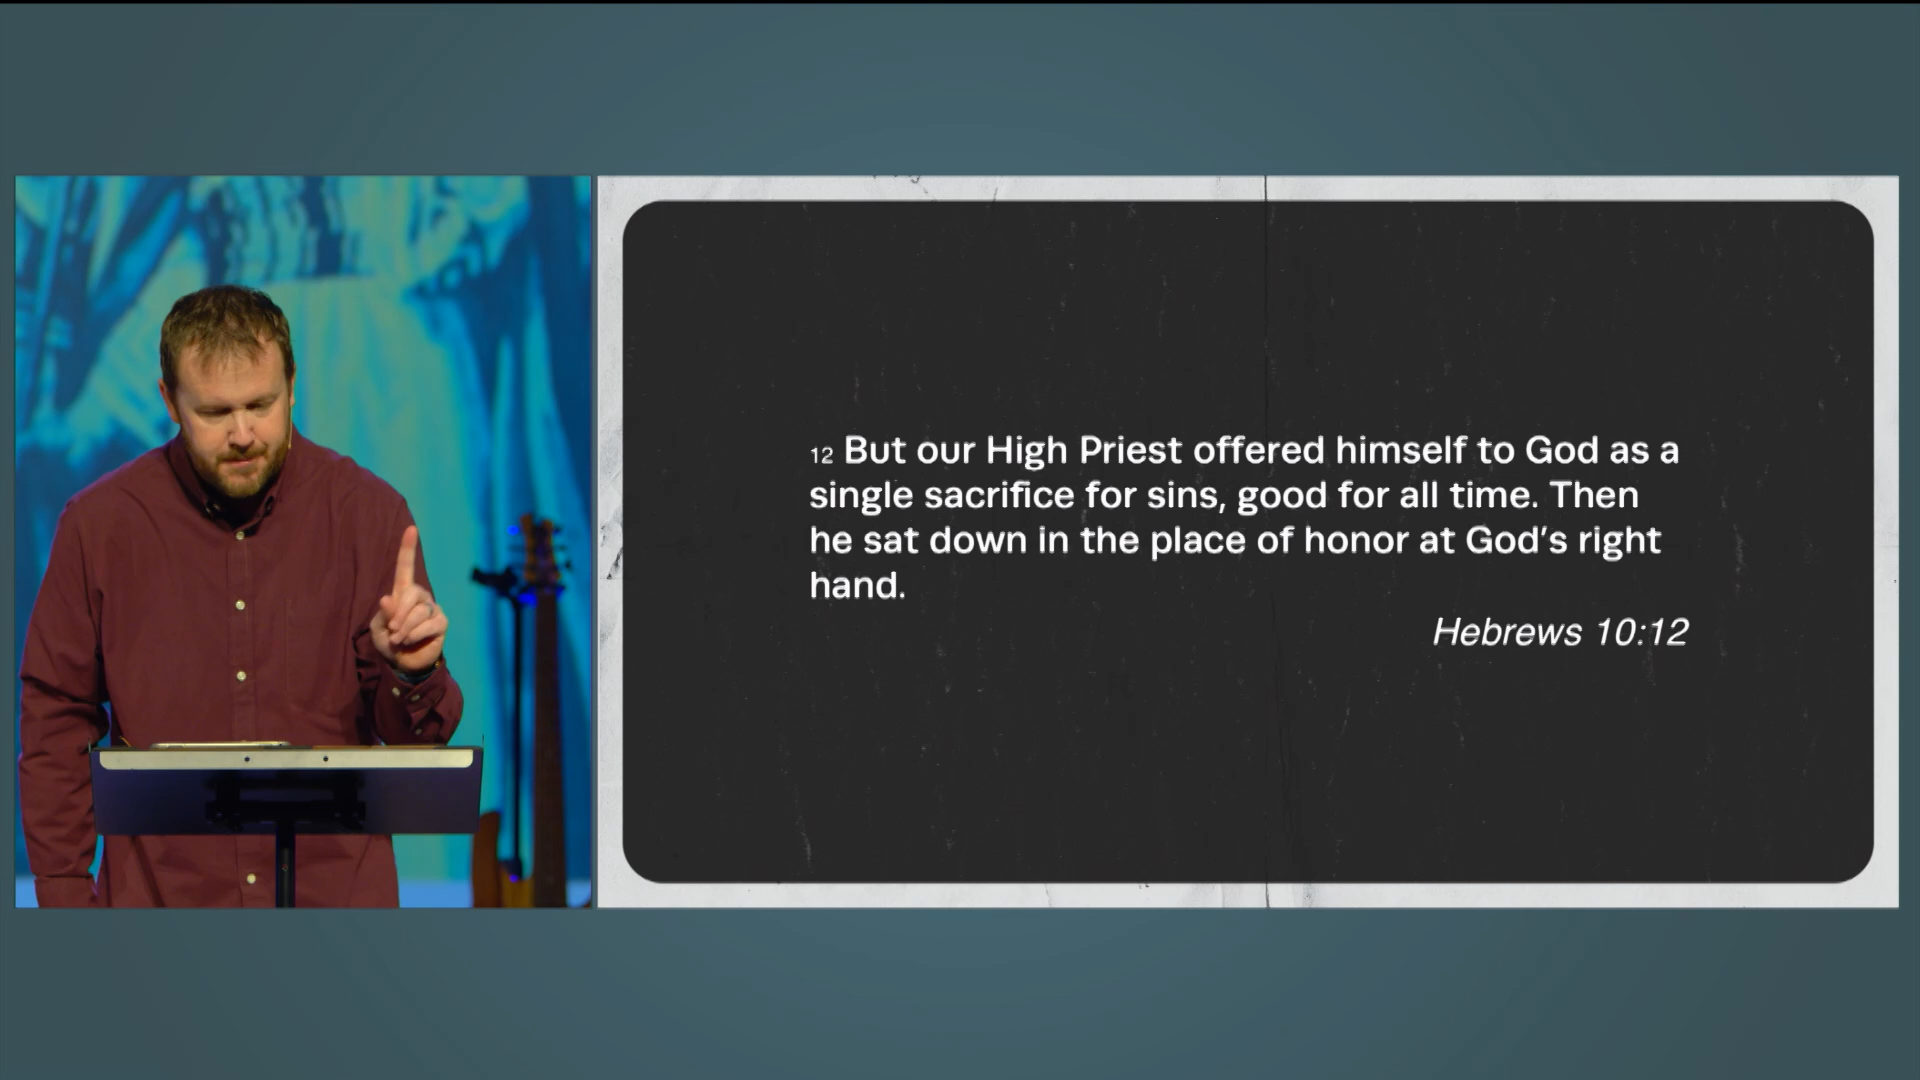 12 But our High Priest offered himself to God as a
single sacrifice for sins, good for all time. Then
he sat down in the place of honor at God’s right
hand.
Hebrews 10:12